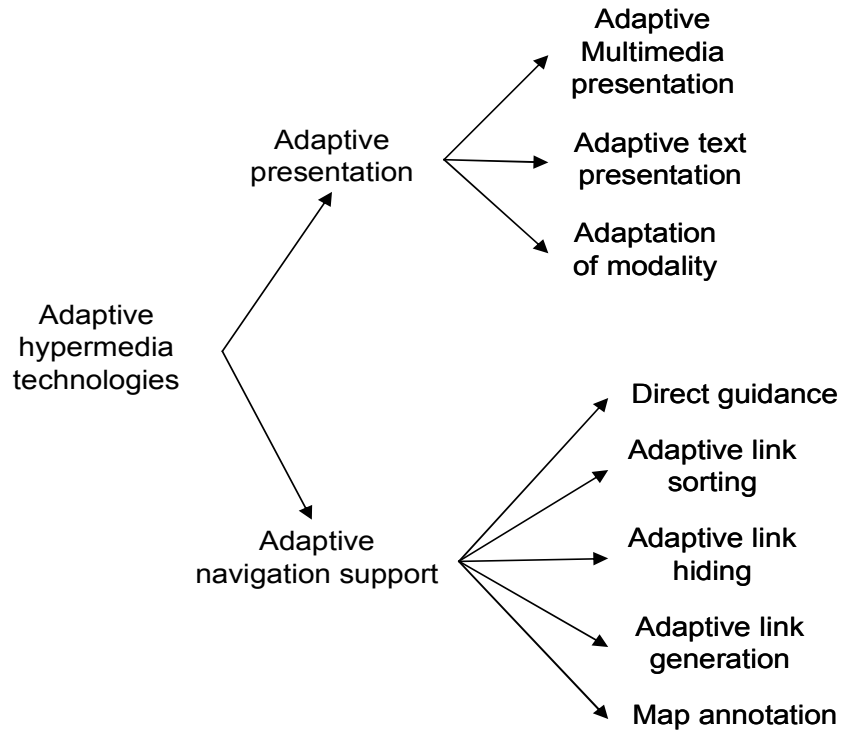 Adaptive
Multimedia
presentation
Adaptive
presentation
Adaptive text
presentation
Adaptation
of modality
Adaptive
hypermedia
technologies
Direct guidance
Adaptive link
sorting
Adaptive
navigation support
Adaptive link
hiding
Adaptive link
generation
Map annotation